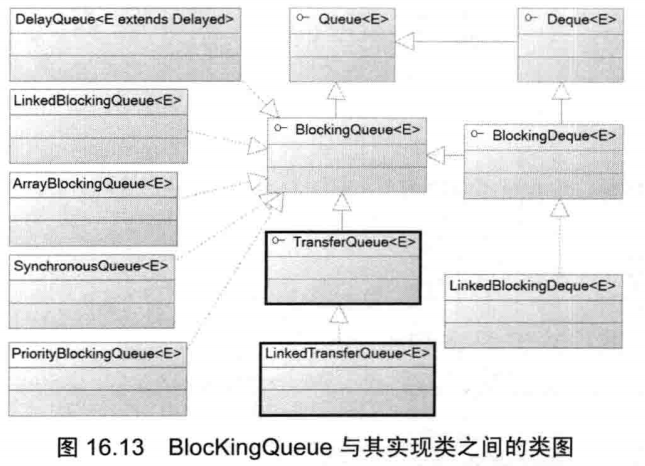 DelayQueue<E extends Delayed>
Queue<E>
Deque<E>
LinkedBlockingQueue<E>
BlockingQueue<E>
BlockingDeque<E>
ArrayBlockingQueue<E>
TransferQueue<E>
SynchronousQueue<E>
LinkedBlockingDeque<E>
PriorityBlockingQueue<E>
LinkedTransferQueue<E>
图 16.13 BlocKingQueue 与其实现类之间的类图